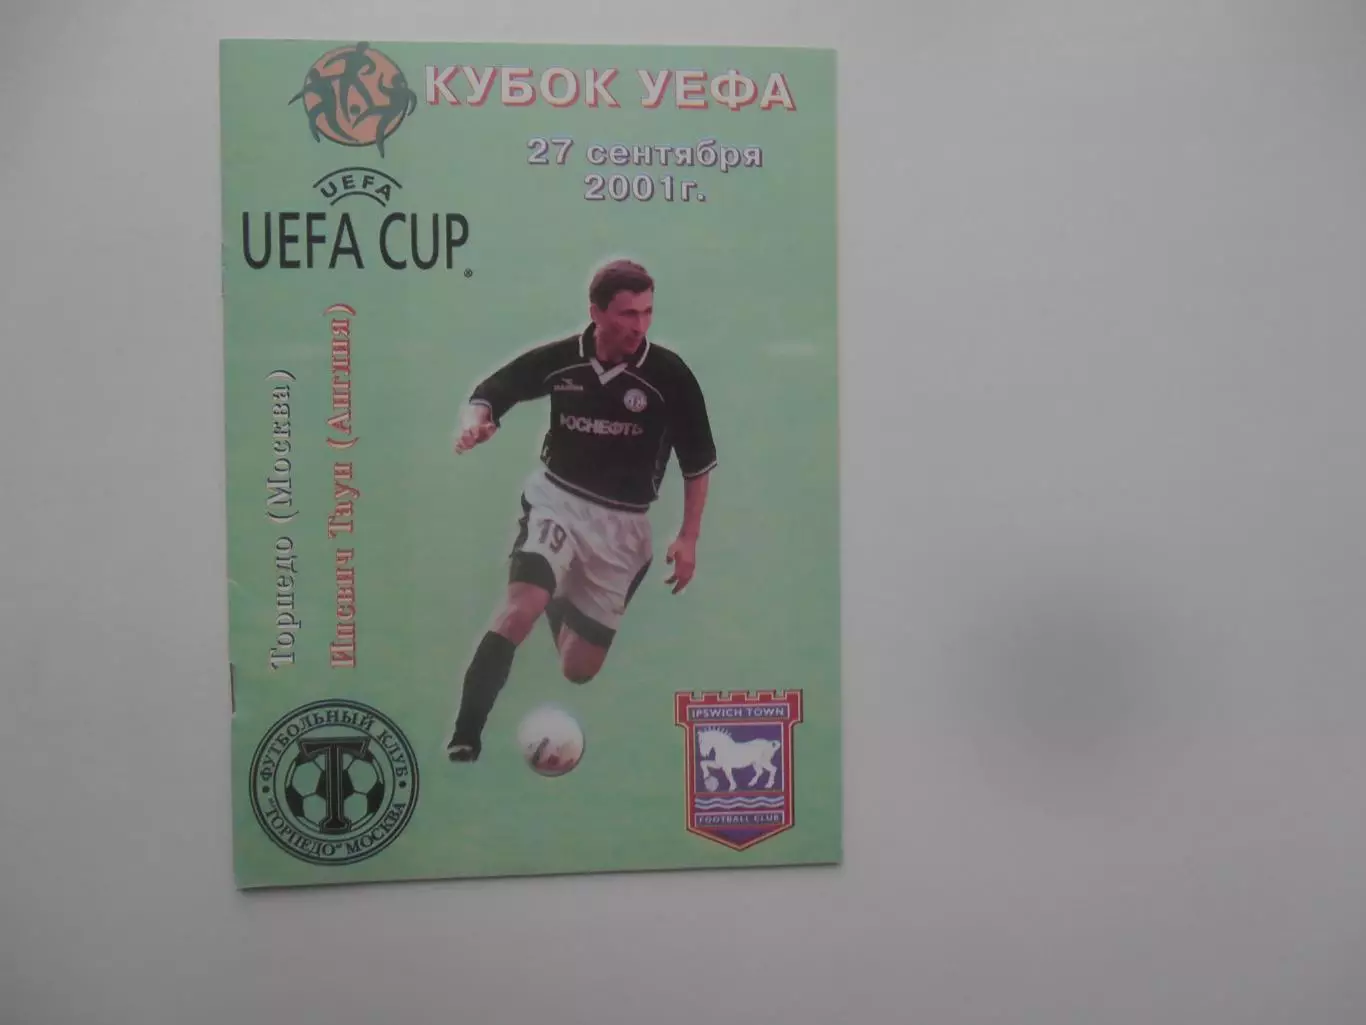 КУБОК УЕФА
27 сентября
2001г.
UEFA
UEFA CUP®
Торпедо (Москва)
Ипсвич Таун (Англия)
ЮСНЕФТЬ
19
ФУТБОЛЬНЫЙ КЛУБ
"ТОРПЕДО" МОСКВА
Т
IPSWICH TOWN
FOOTBALL CLUB